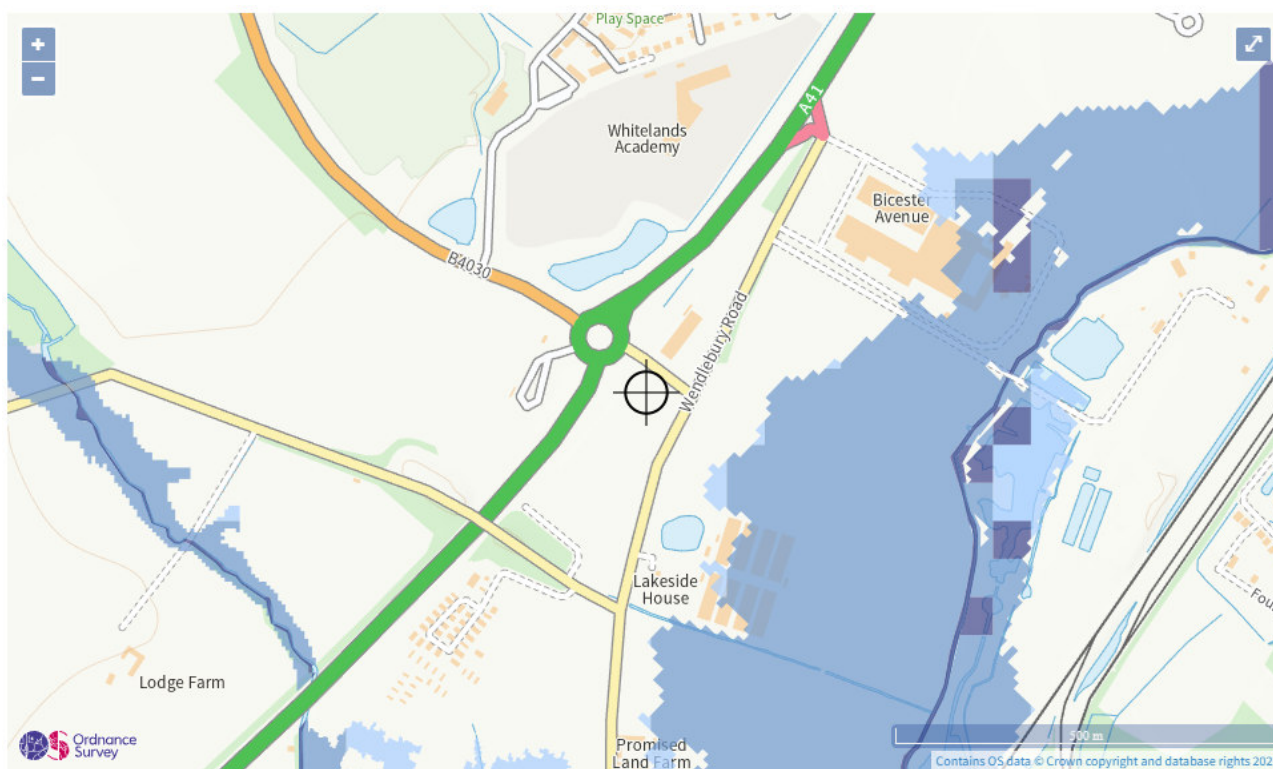 Play Space
+
−
A41
Whitelands
Academy
Bicester
Avenue
B4030
Wendlebury Road
Lakeside
House
Lodge Farm
Promised
Land Farm
Ordnance
Survey
500 m
Contains OS data © Crown copyright and database rights 202